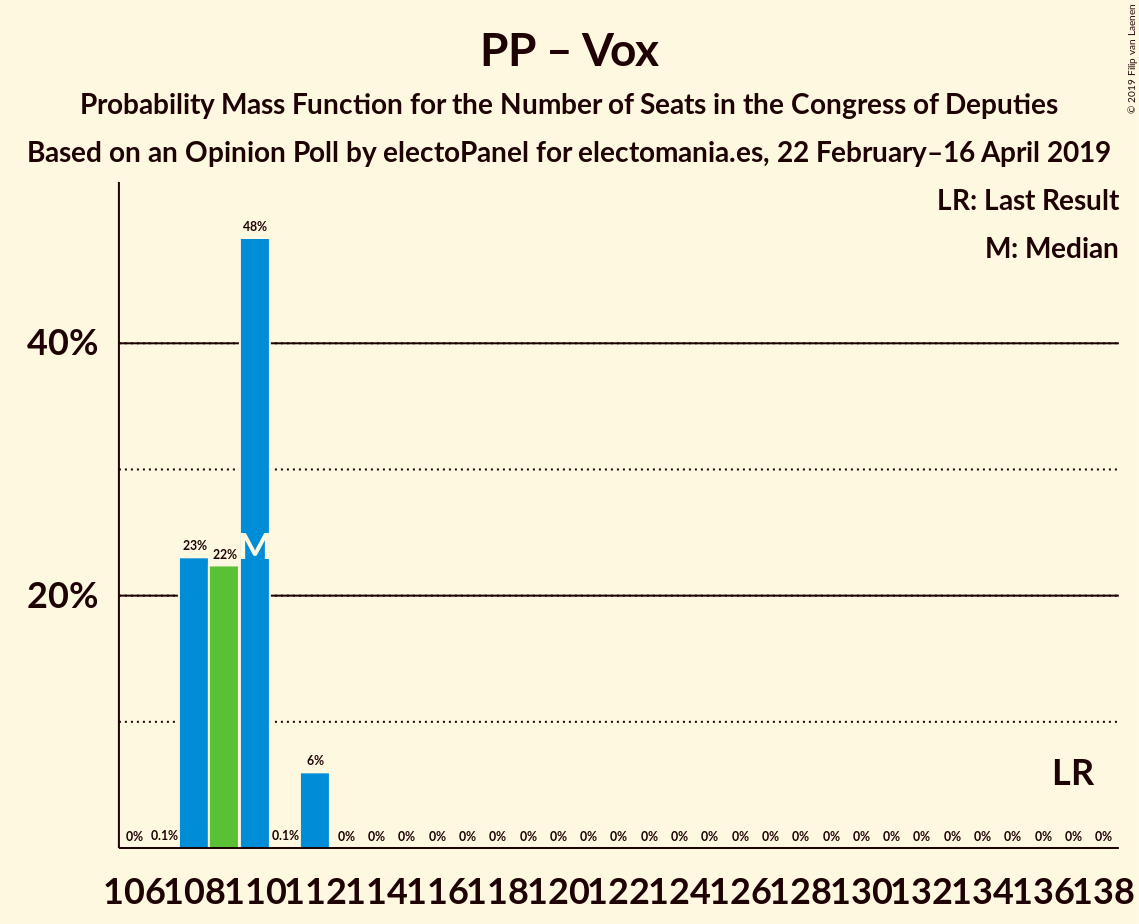 PP – Vox
Probability Mass Function for the Number of Seats in the Congress of Deputies
Based on an Opinion Poll by electoPanel for electomania.es, 22 February–16 April 2019
© 2019 Filip van Laenen
LR: Last Result
M: Median
48%
40%
M
23%
22%
20%
6%
LR
0% 0.1% 0.1% 0% 0% 0% 0% 0% 0% 0% 0% 0% 0% 0% 0% 0% 0% 0% 0% 0% 0% 0% 0% 0% 0% 0% 0% 0% 0%
106 108 110 112 114 116 118 120 122 124 126 128 130 132 134 136 138